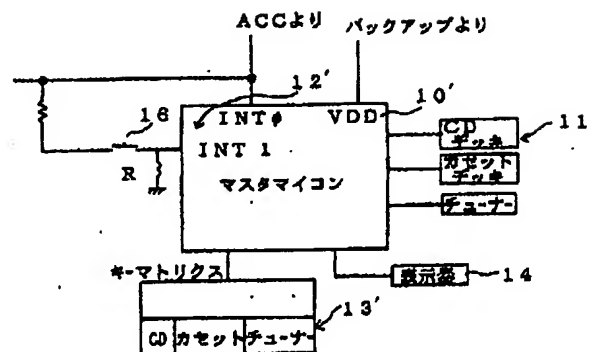 ACCより バックアップより
12'
16 INTφ VDD 10'
INT 1
R
マスタマイコン
CD
デッキ
11
カセット
デッキ
チューナー
キーマトリクス
表示器 14
CD カセット チューナー 13'